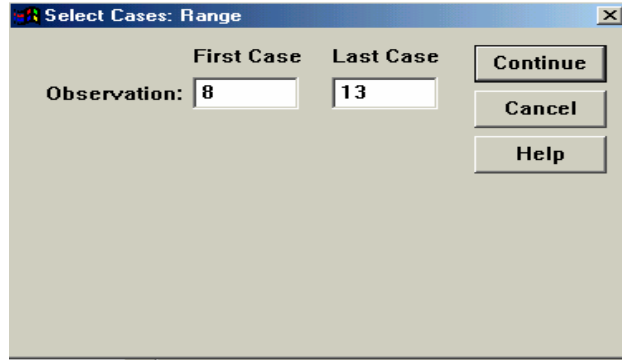 Select Cases: Range
First Case Last Case
Observation: 8 13
Continue
Cancel
Help